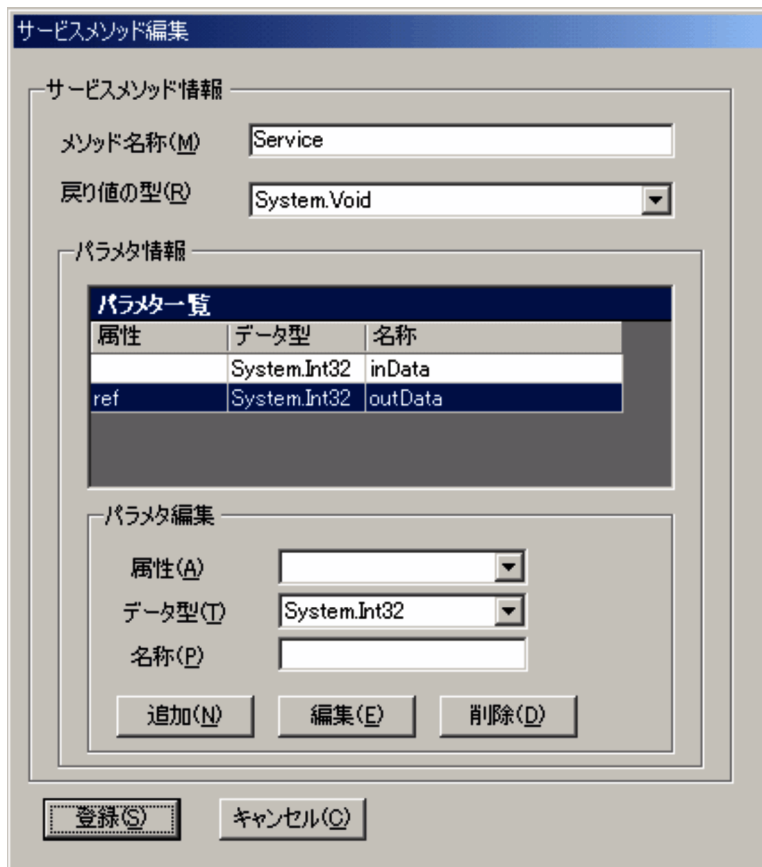 サービスメソッド編集
サービスメソッド情報
メソッド名称(M) Service
戻り値の型(R) System.Void
パラメタ情報
パラメター覧
属性 データ型 名称
System.Int32 inData
ref System.Int32 outData
パラメタ編集
属性(A)
データ型(T) System.Int32
名称(P)
追加(N) 編集(E) 削除(D)
登録(S) キャンセル(C)